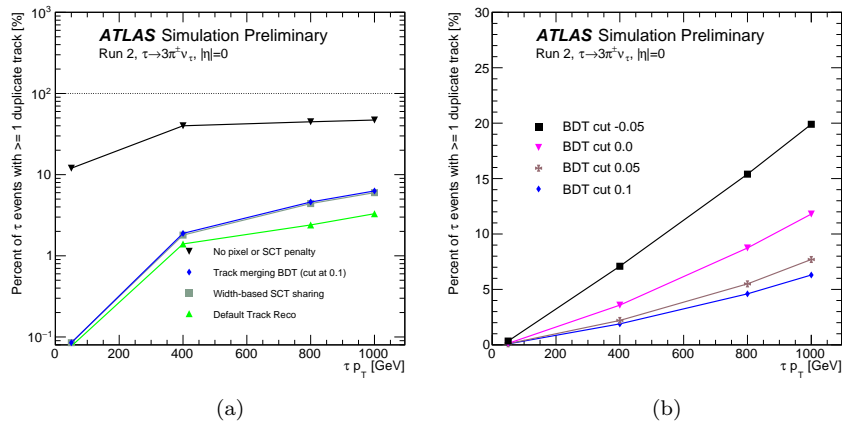 ATLAS Simulation Preliminary
Run 2, τ→3π±ντ, |η|=0
Percent of τ events with >= 1 duplicate track [%]
10³
10²
10
1
10⁻¹
No pixel or SCT penalty
Track merging BDT (cut at 0.1)
Width-based SCT sharing
Default Track Reco
0 200 400 600 800 1000
τ pT [GeV]
(a)
ATLAS Simulation Preliminary
Run 2, τ→3π±ντ, |η|=0
Percent of τ events with >= 1 duplicate track [%]
30
25
20
15
10
5
0
BDT cut -0.05
BDT cut 0.0
BDT cut 0.05
BDT cut 0.1
0 200 400 600 800 1000
τ pT [GeV]
(b)